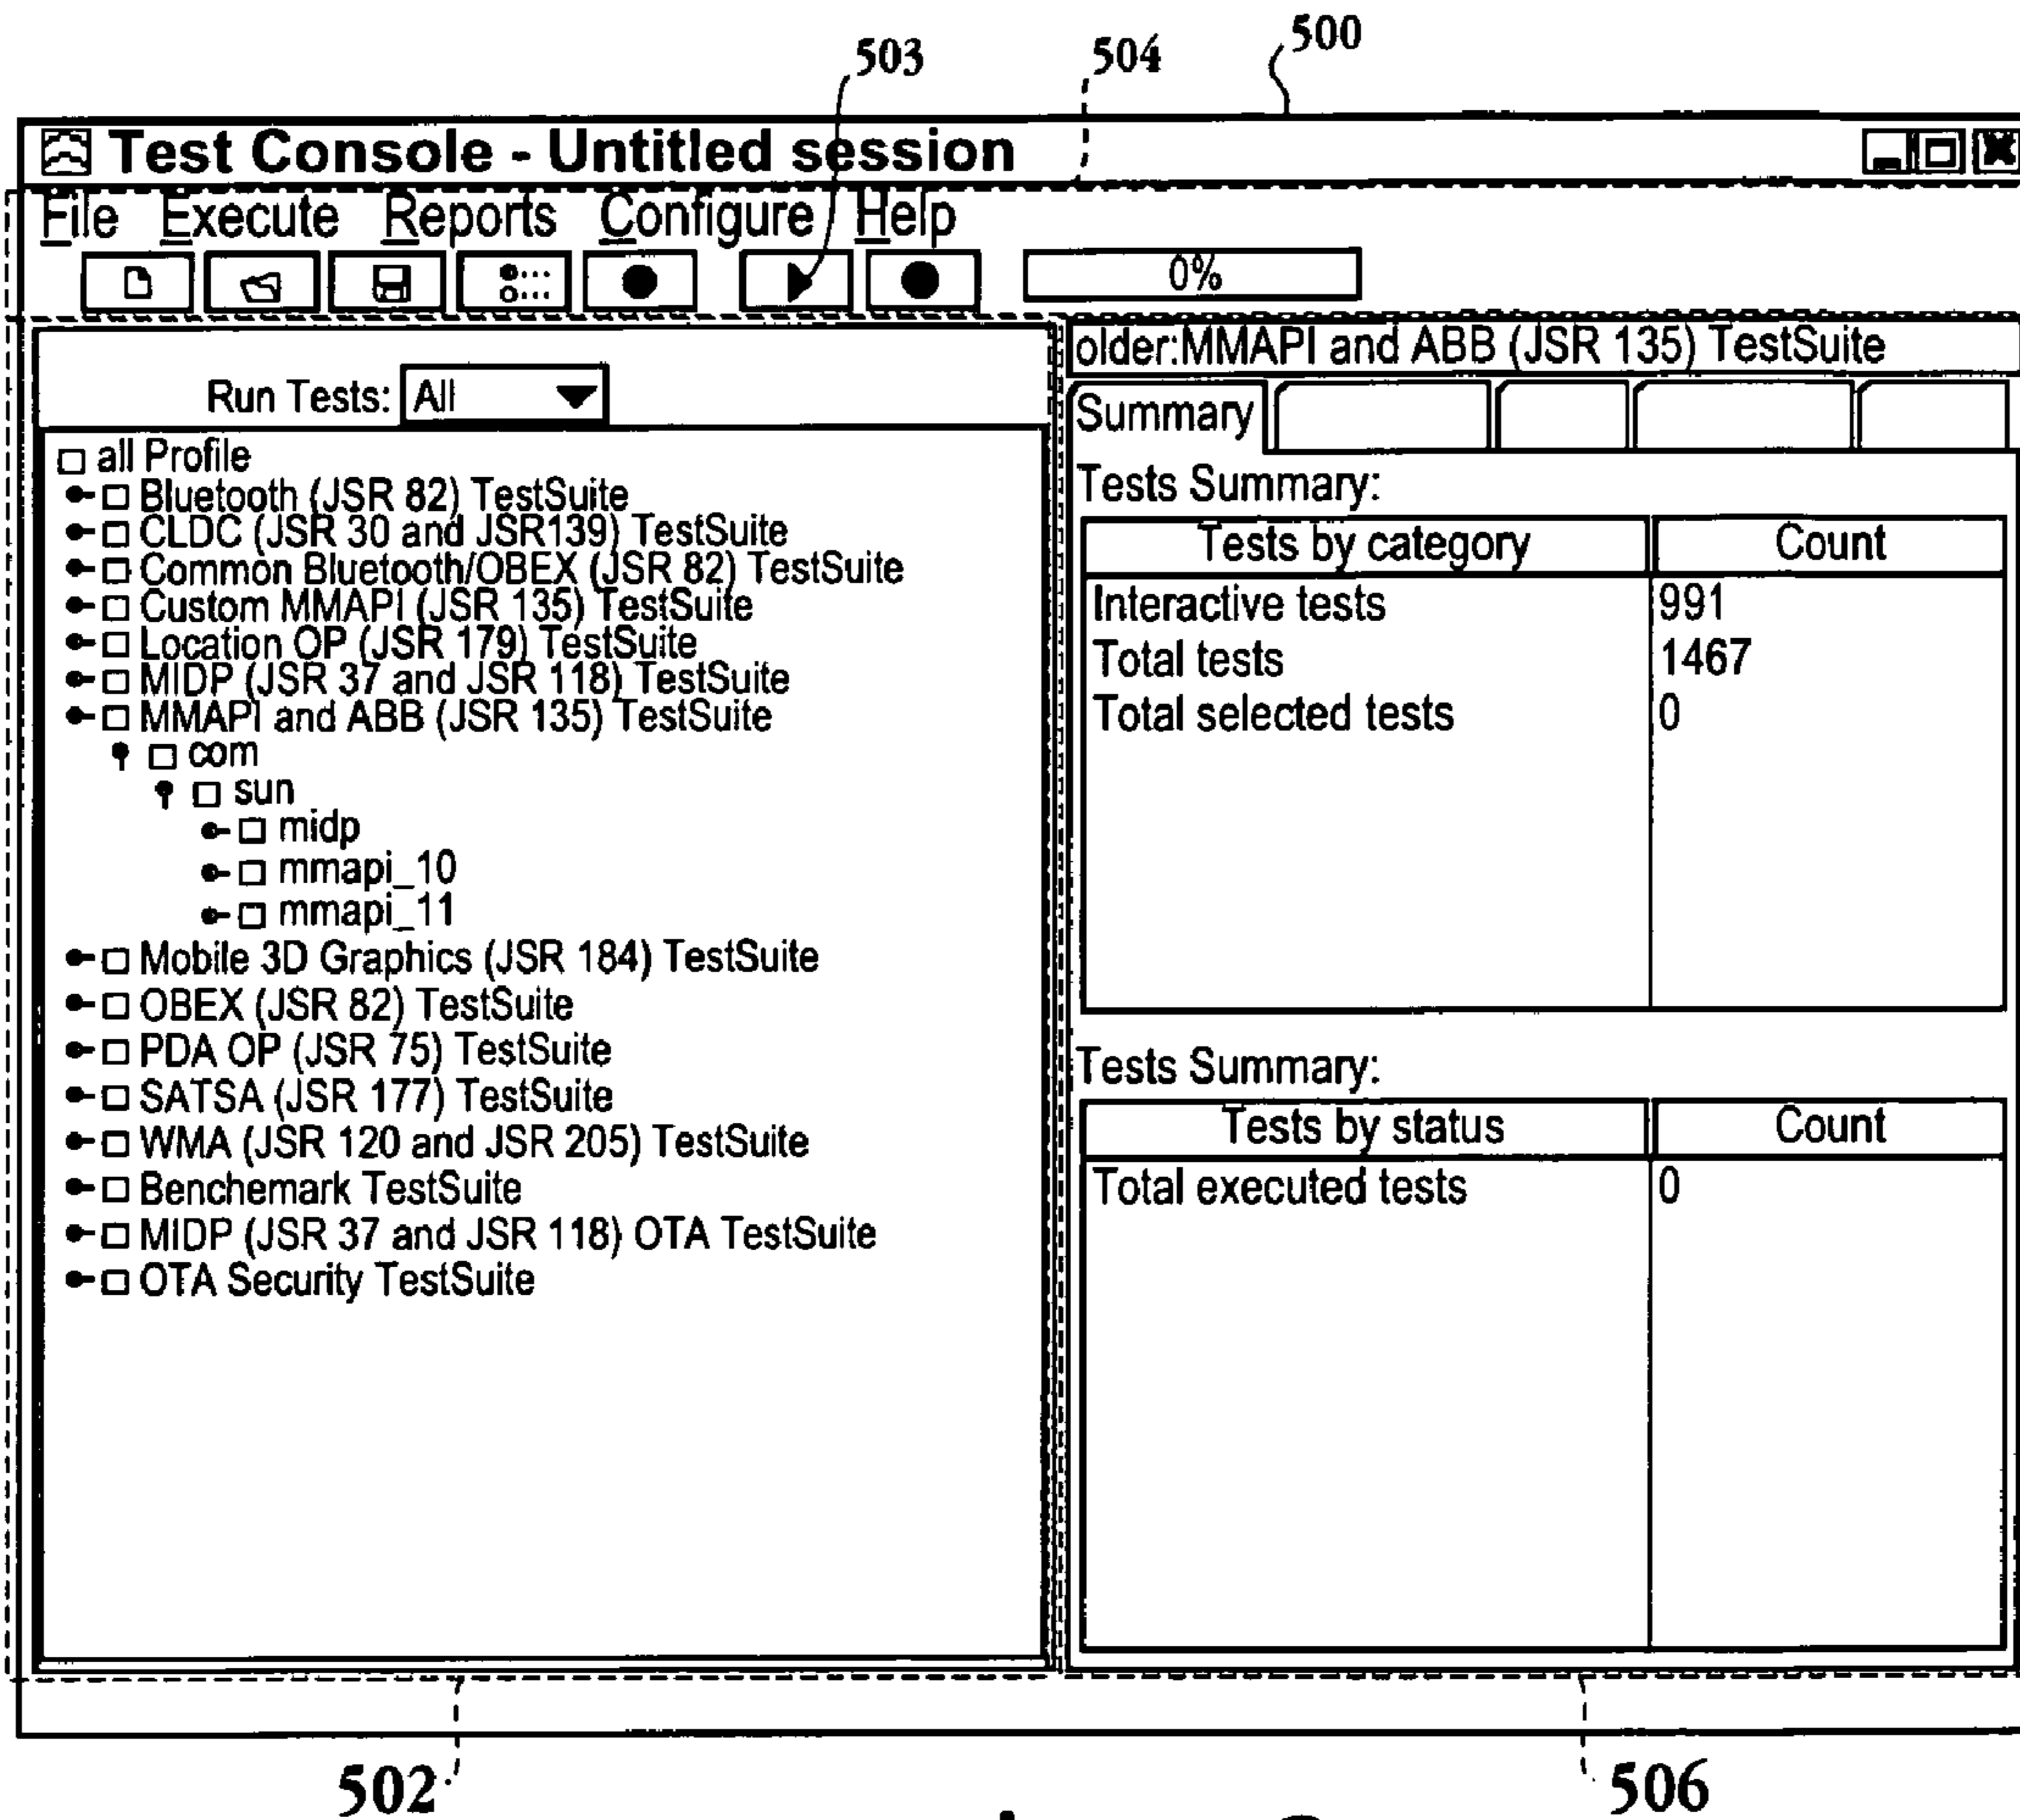 503 504 500
Test Console - Untitled session
File Execute Reports Configure Help
0%
Run Tests: All
all Profile
Bluetooth (JSR 82) TestSuite
CLDC (JSR 30 and JSR139) TestSuite
Common Bluetooth/OBEX (JSR 82) TestSuite
Custom MMAPI (JSR 135) TestSuite
Location OP (JSR 179) TestSuite
MIDP (JSR 37 and JSR 118) TestSuite
MMAPI and ABB (JSR 135) TestSuite
com
sun
midp
mmapi_10
mmapi_11
Mobile 3D Graphics (JSR 184) TestSuite
OBEX (JSR 82) TestSuite
PDA OP (JSR 75) TestSuite
SATSA (JSR 177) TestSuite
WMA (JSR 120 and JSR 205) TestSuite
Benchemark TestSuite
MIDP (JSR 37 and JSR 118) OTA TestSuite
OTA Security TestSuite
older:MMAPI and ABB (JSR 135) TestSuite
Summary
Tests Summary:
Tests by category Count
Interactive tests 991
Total tests 1467
Total selected tests 0
Tests Summary:
Tests by status Count
Total executed tests 0
502 506